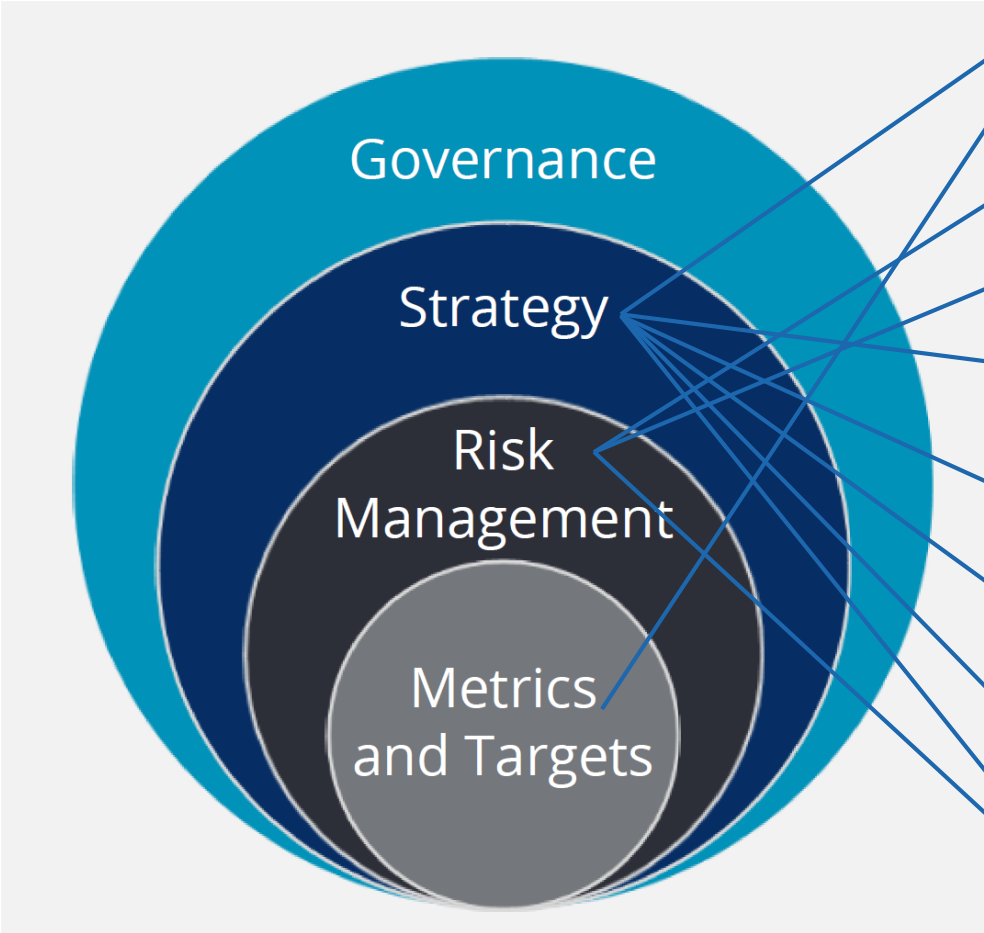 Governance
Strategy
Risk
Management
Metrics
and Targets